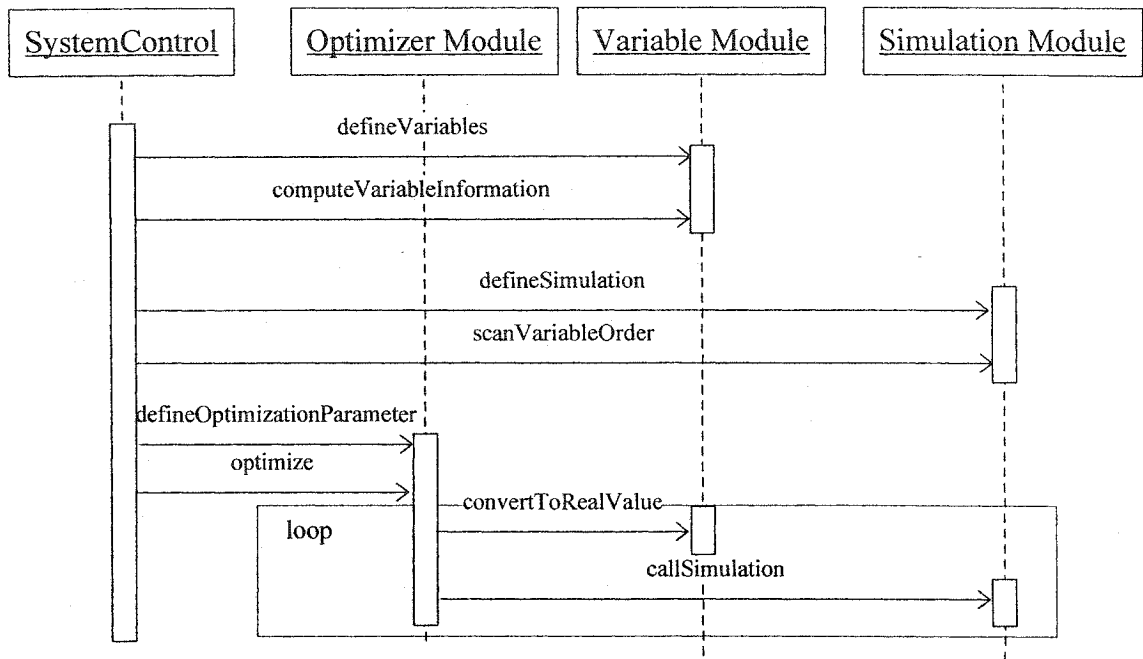 SystemControl
Optimizer Module
Variable Module
Simulation Module
defineVariables
computeVariableInformation
defineSimulation
scanVariableOrder
defineOptimizationParameter
optimize
convertToRealValue
loop
callSimulation